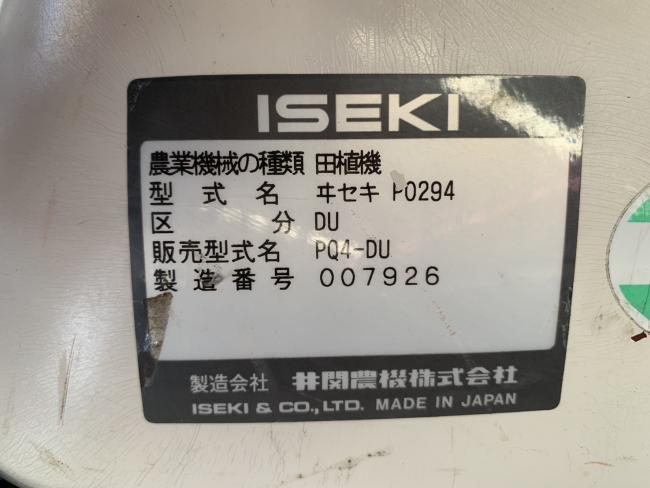 ISEKI
農業機械の種類 田植機
型式名 ヰセキ P0294
区分 DU
販売型式名 PQ4-DU
製造番号 007926
製造会社 井関農機株式会社
ISEKI & CO., LTD. MADE IN JAPAN